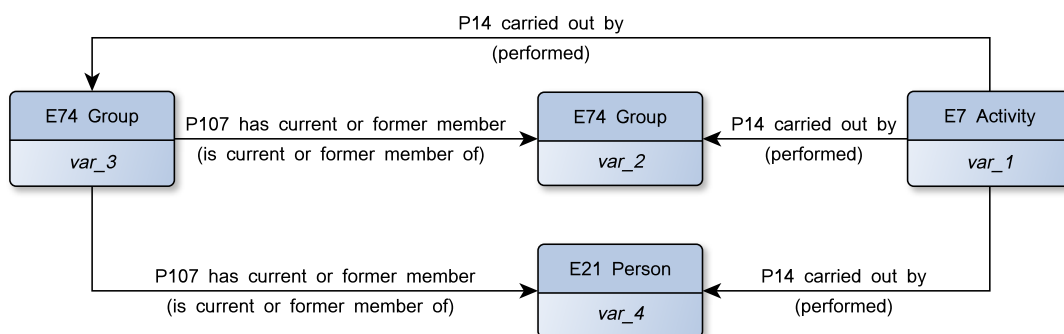 P14 carried out by
(performed)
E74 Group
var_3
P107 has current or former member
(is current or former member of)
E74 Group
var_2
P14 carried out by
(performed)
E7 Activity
var_1
P107 has current or former member
(is current or former member of)
E21 Person
var_4
P14 carried out by
(performed)